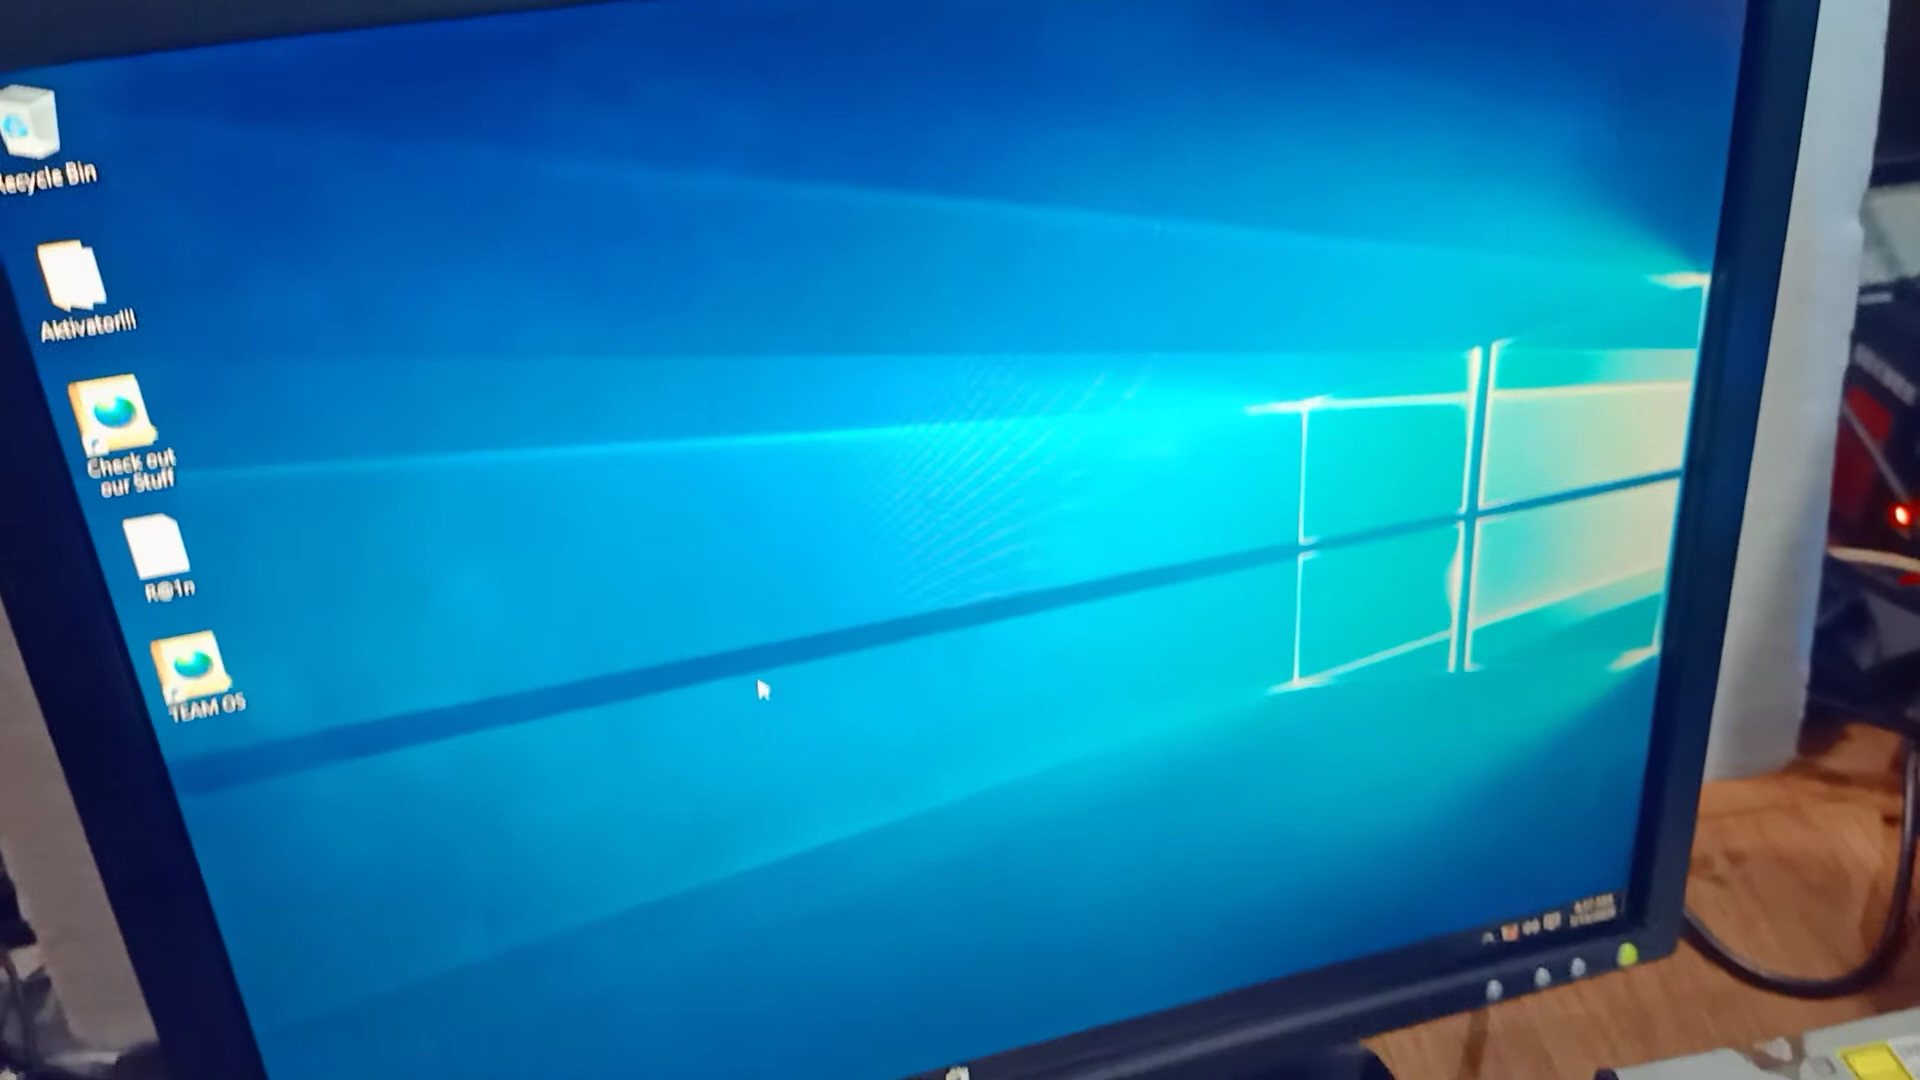 Recycle Bin
Aktivator!!!
Check out
our Stuff
R@1n
TEAM OS